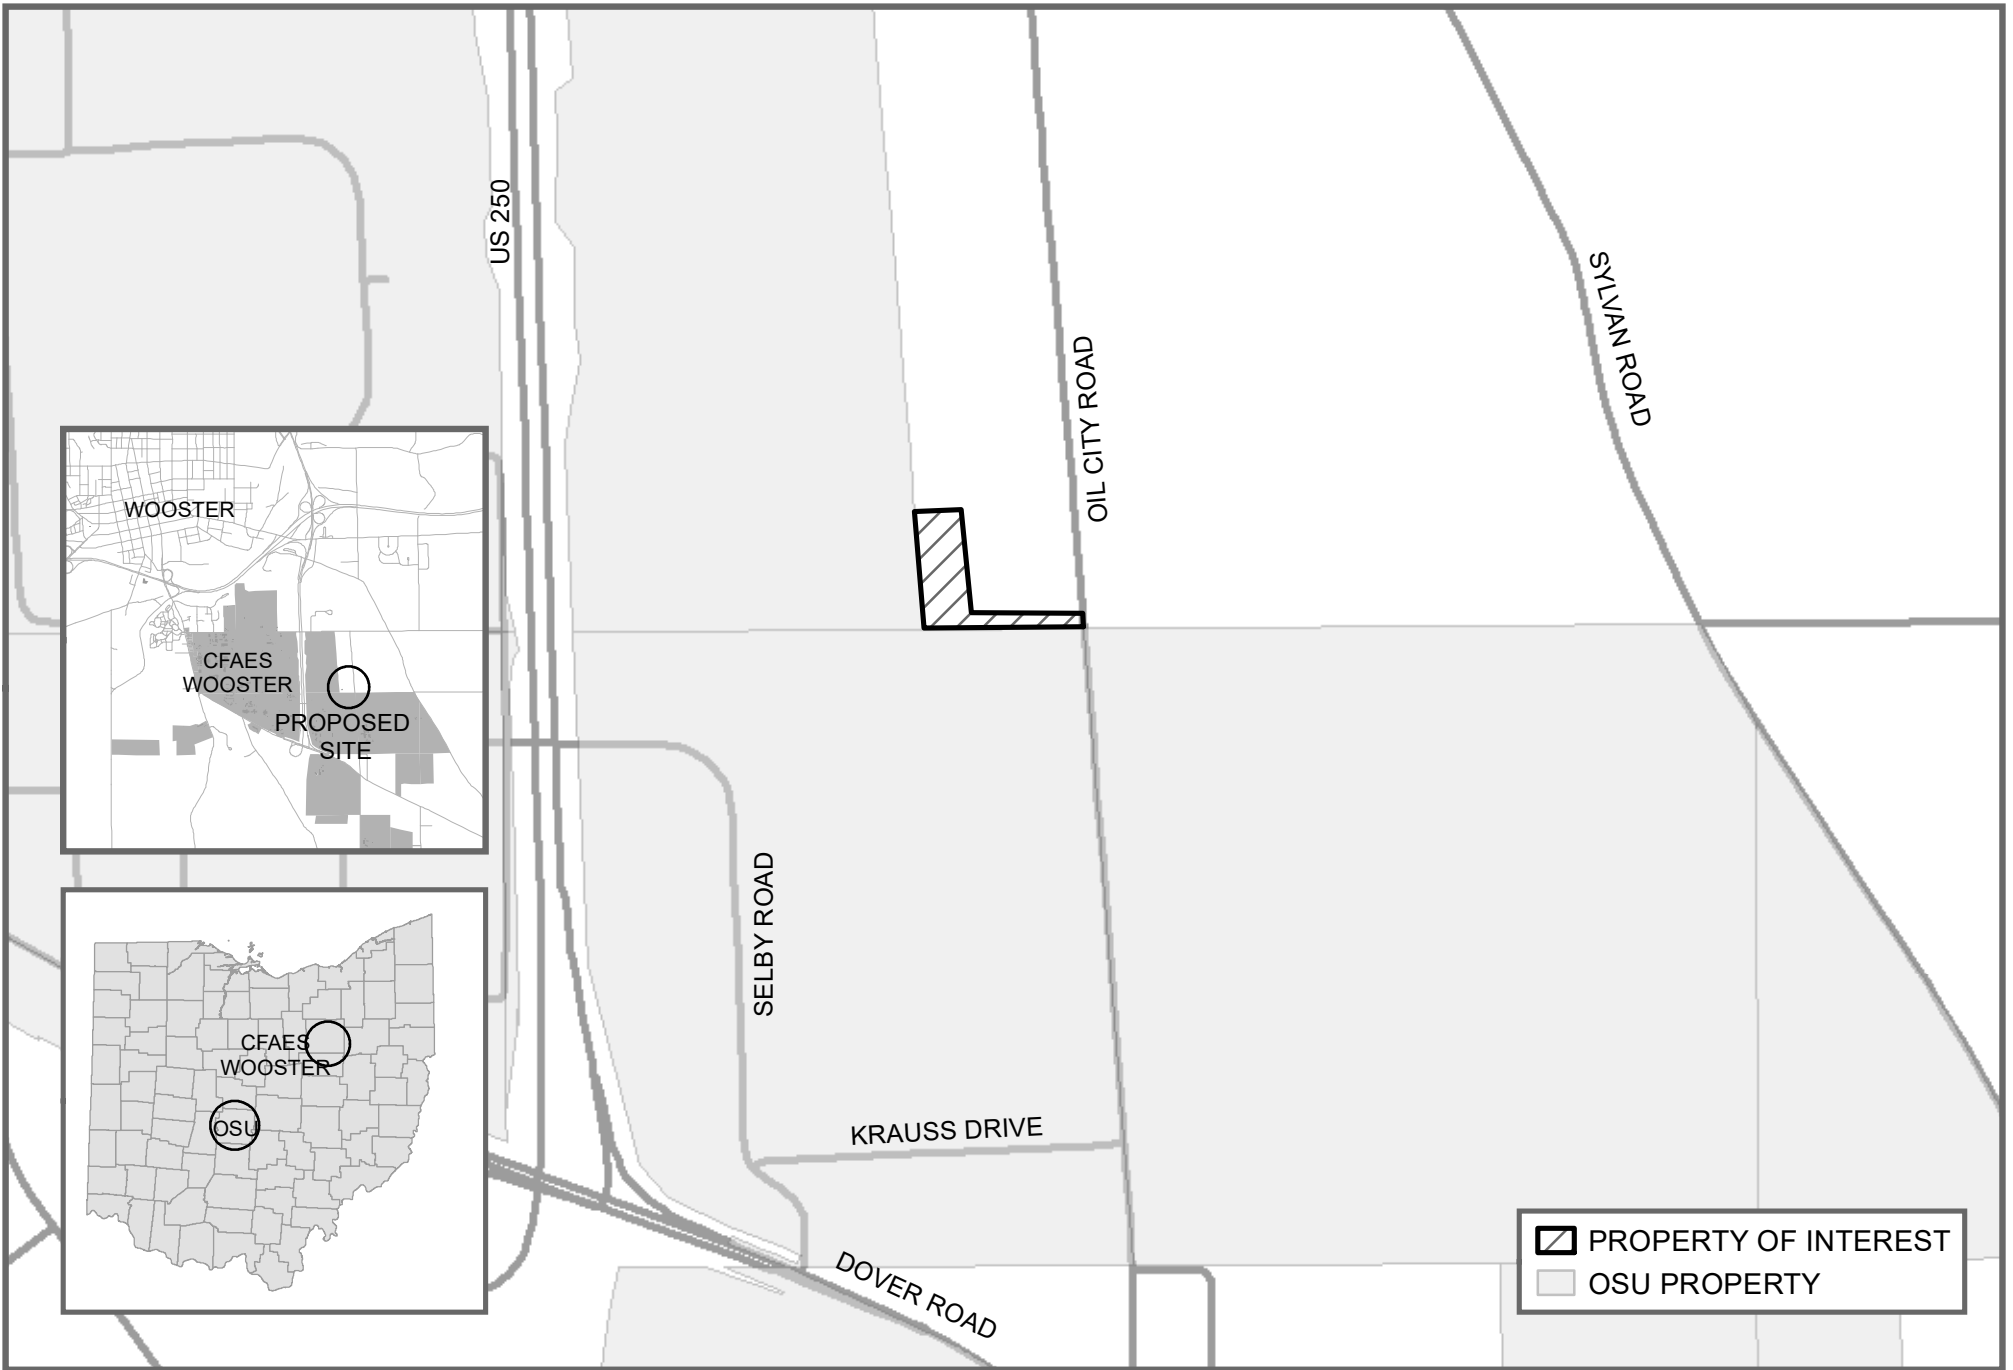 US 250
SYLVAN ROAD
OIL CITY ROAD
WOOSTER
CFAES
WOOSTER
PROPOSED
SITE
SELBY ROAD
CFAES
WOOSTER
OSU
KRAUSS DRIVE
DOVER ROAD
PROPERTY OF INTEREST
OSU PROPERTY